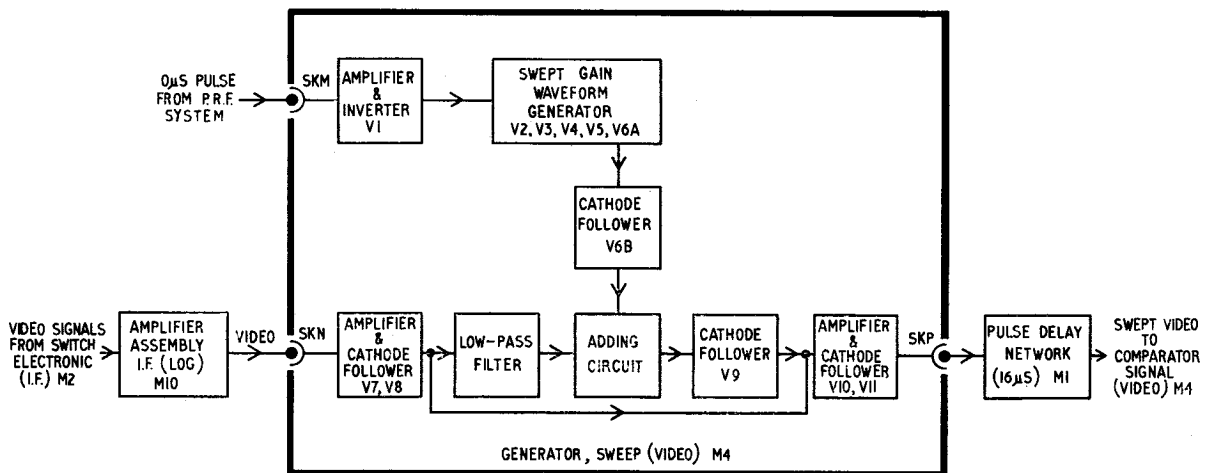 0µS PULSE
FROM P.R.F.
SYSTEM
SKM
AMPLIFIER
&
INVERTER
V1
SWEPT GAIN
WAVEFORM
GENERATOR
V2, V3, V4, V5, V6A
CATHODE
FOLLOWER
V6B
VIDEO SIGNALS
FROM SWITCH
ELECTRONIC
(I.F.) M2
AMPLIFIER
ASSEMBLY
I.F. (LOG)
M10
VIDEO
SKN
AMPLIFIER
&
CATHODE
FOLLOWER
V7, V8
LOW-PASS
FILTER
ADDING
CIRCUIT
CATHODE
FOLLOWER
V9
AMPLIFIER
&
CATHODE
FOLLOWER
V10, V11
SKP
PULSE DELAY
NETWORK
(16µS) M1
SWEPT VIDEO
TO
COMPARATOR
SIGNAL
(VIDEO) M4
GENERATOR, SWEEP (VIDEO) M4